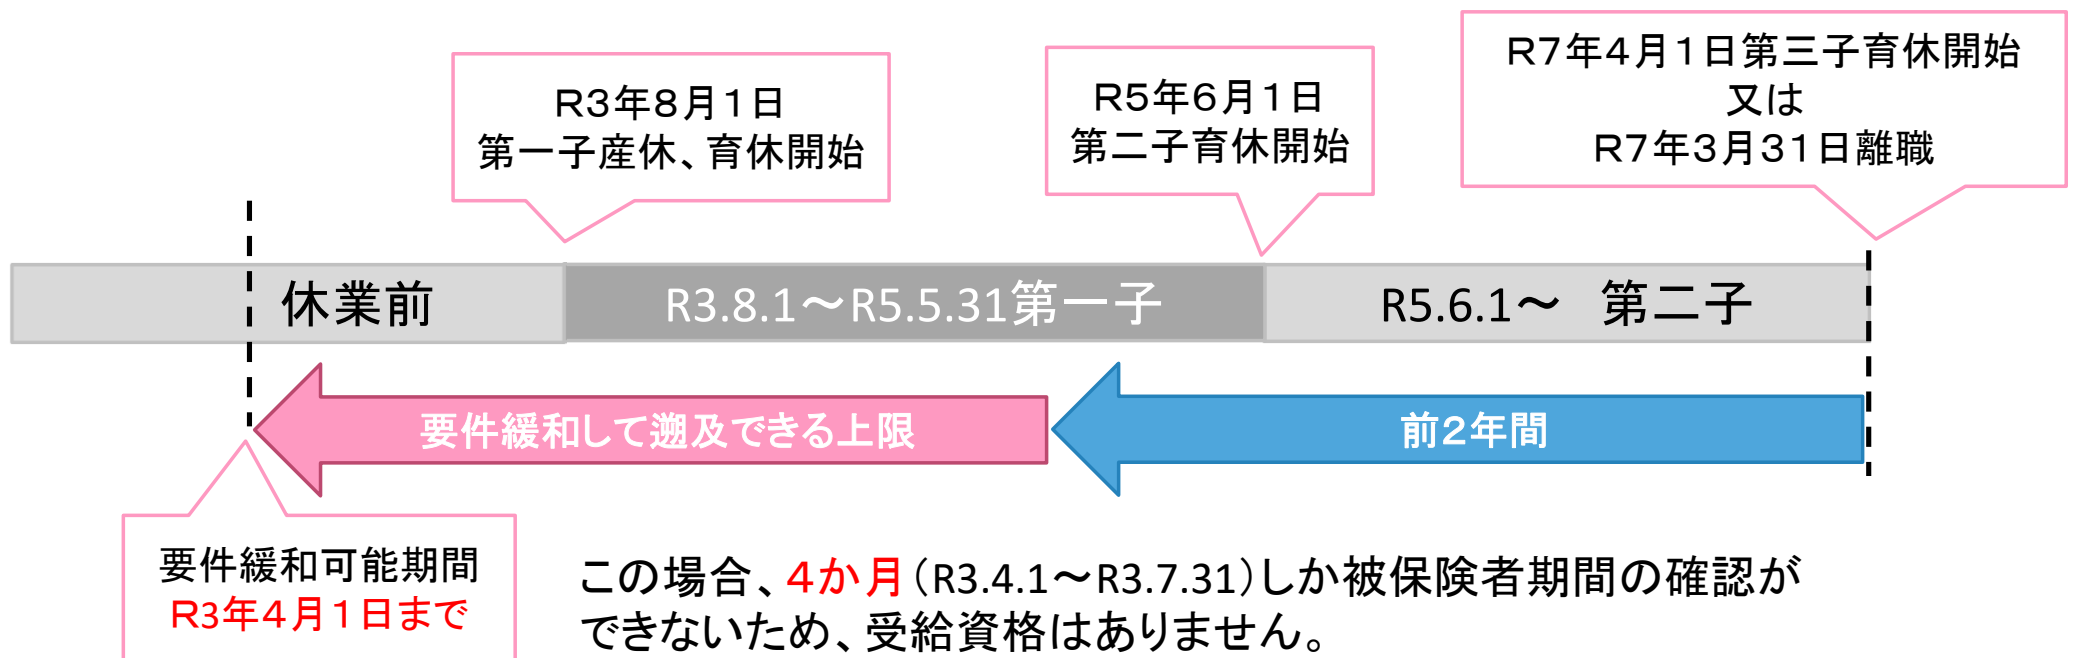 R7年4月1日第三子育休開始
又は
R7年3月31日離職
R3年8月1日
第一子産休、育休開始
R5年6月1日
第二子育休開始
休業前
R3.8.1～R5.5.31第一子
R5.6.1～　第二子
要件緩和して遡及できる上限
前2年間
要件緩和可能期間
R3年4月1日まで
この場合、4か月（R3.4.1～R3.7.31）しか被保険者期間の確認が
できないため、受給資格はありません。